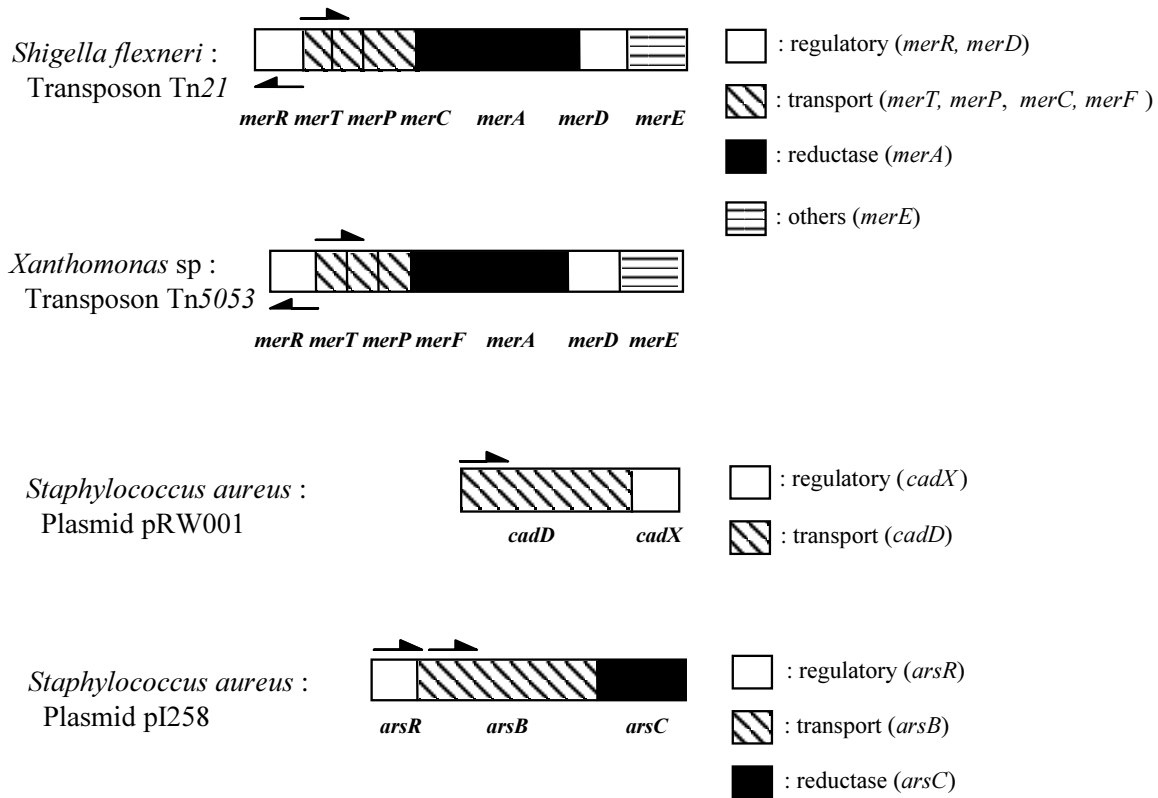 Shigella flexneri :
Transposon Tn21
merR merT merP merC merA merD merE
: regulatory (merR, merD)
: transport (merT, merP, merC, merF )
: reductase (merA)
: others (merE)
Xanthomonas sp :
Transposon Tn5053
merR merT merP merF merA merD merE
Staphylococcus aureus :
Plasmid pRW001
cadD cadX
: regulatory (cadX)
: transport (cadD)
Staphylococcus aureus :
Plasmid pI258
arsR arsB arsC
: regulatory (arsR)
: transport (arsB)
: reductase (arsC)